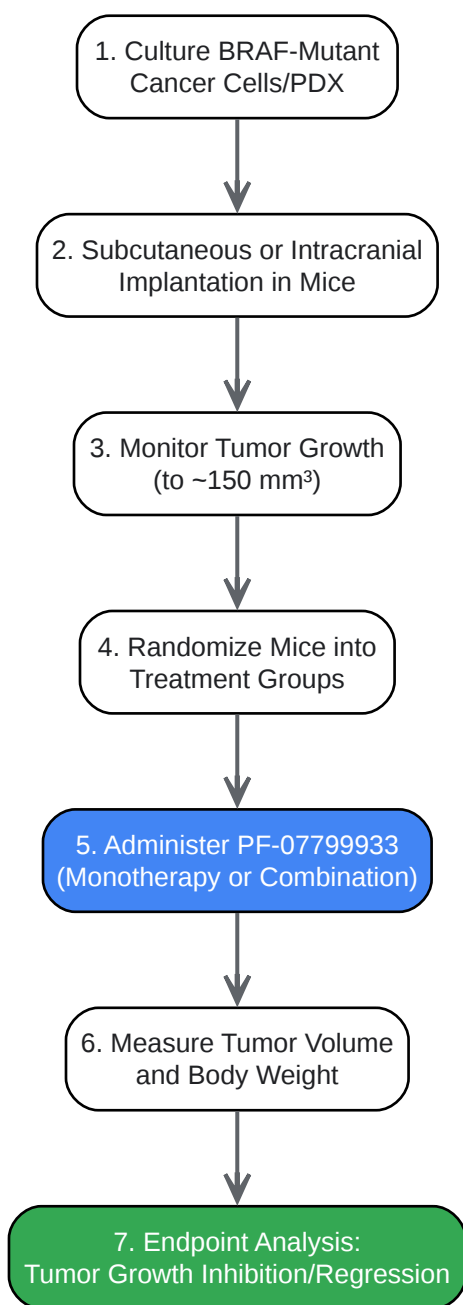 1. Culture BRAF-Mutant
Cancer Cells/PDX
2. Subcutaneous or Intracranial
Implantation in Mice
3. Monitor Tumor Growth
(to ~150 mm³)
4. Randomize Mice into
Treatment Groups
5. Administer PF-07799933
(Monotherapy or Combination)
6. Measure Tumor Volume
and Body Weight
7. Endpoint Analysis:
Tumor Growth Inhibition/Regression